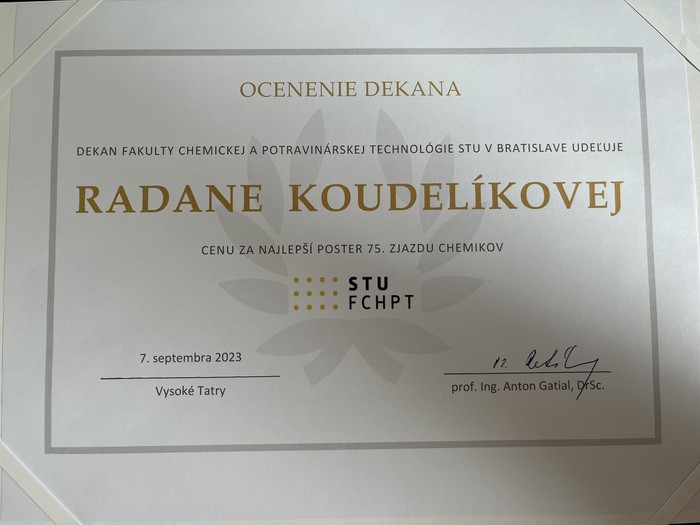 OCENENIE DEKANA
DEKAN FAKULTY CHEMICKEJ A POTRAVINÁRSKEJ TECHNOLÓGIE STU V BRATISLAVE UDEĽUJE
RADANE KOUDELÍKOVEJ
CENU ZA NAJLEPŠÍ POSTER 75. ZJAZDU CHEMIKOV
STU
FCHPT
7. septembra 2023
Vysoké Tatry
prof. Ing. Anton Gatial, DrSc.